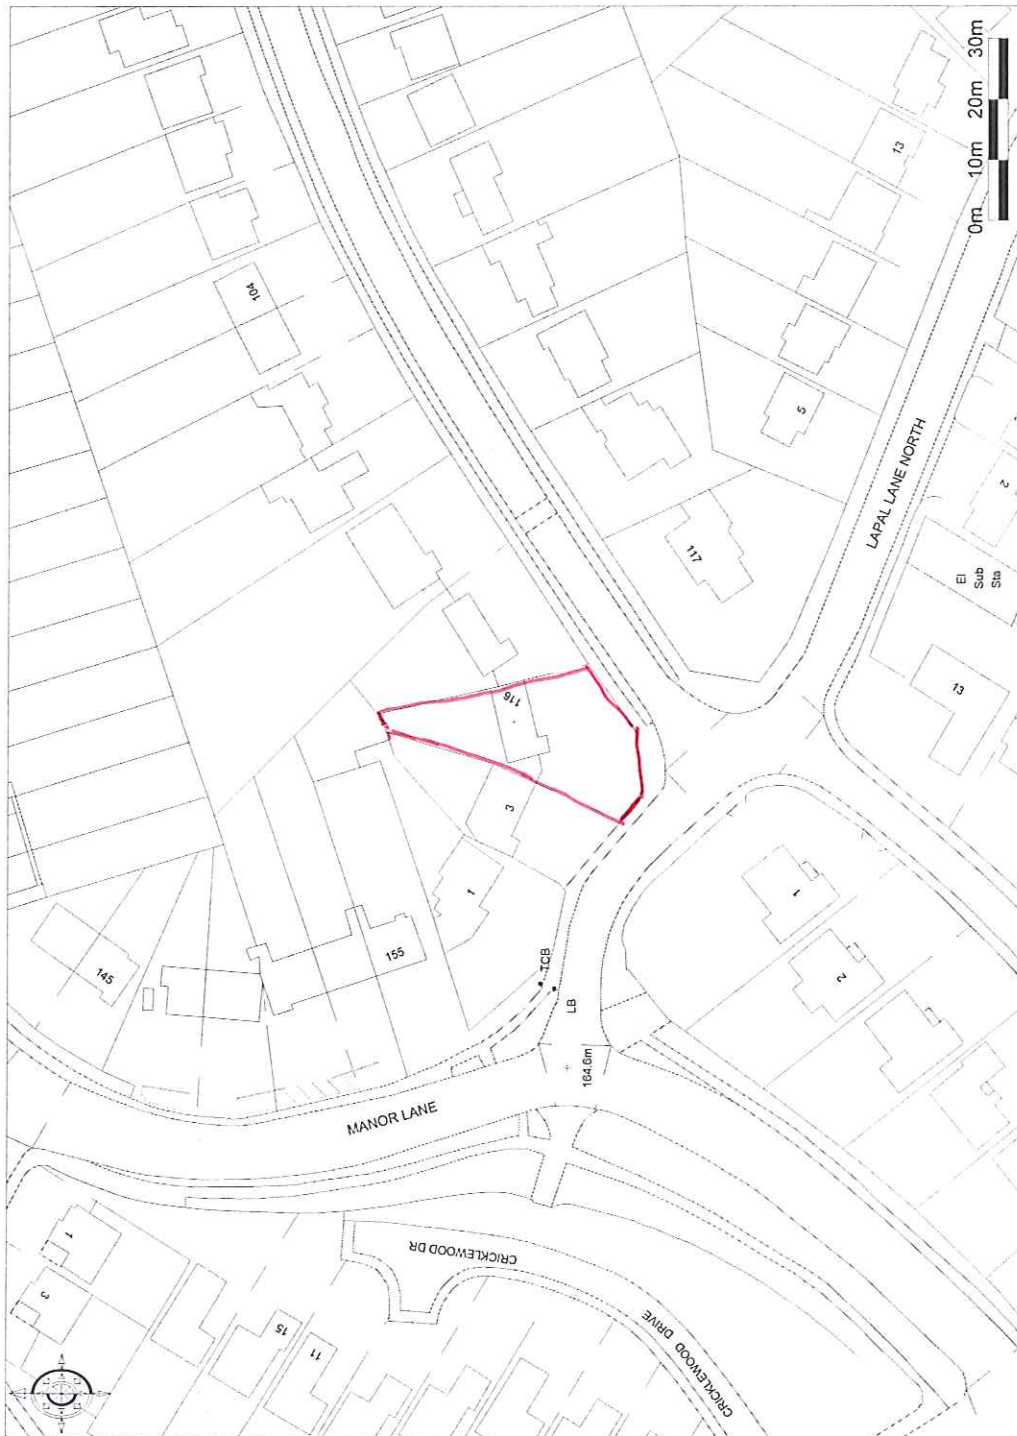 104
13
0m 10m 20m 30m
5
LAPAL LANE NORTH
2
117
El
Sub
Sta
116
13
3
1
1
155
145
TCB
LB
2
164.6m
MANOR LANE
CRICKLEWOOD DR
1
3
15
11
CRICKLEWOOD DRIVE